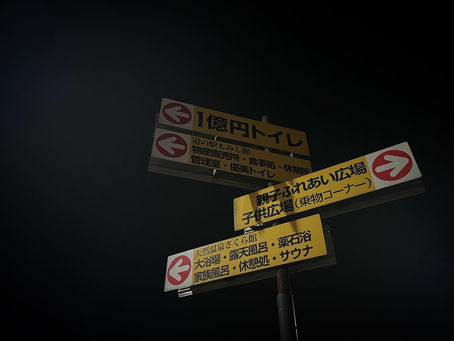 1億円トイレ
道の駅もみじ館
物産直売所・食事処・休憩所
管理室・優美トイレ
親子ふれあい広場
子供広場(乗物コーナー)
天然温泉さくら館
大浴場・露天風呂・薬石浴
家族風呂・休憩処・サウナ